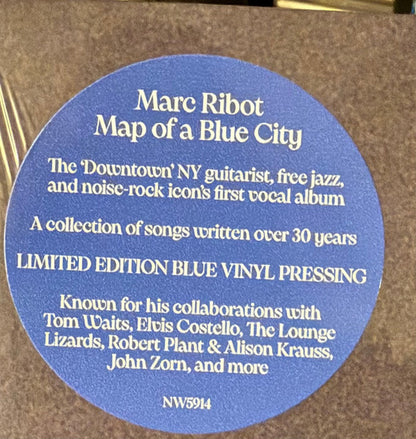 Marc Ribot
Map of a Blue City
The ‘Downtown’ NY guitarist, free jazz,
and noise-rock icon's first vocal album
A collection of songs written over 30 years
LIMITED EDITION BLUE VINYL PRESSING
Known for his collaborations with
Tom Waits, Elvis Costello, The Lounge
Lizards, Robert Plant & Alison Krauss,
John Zorn, and more
NW5914